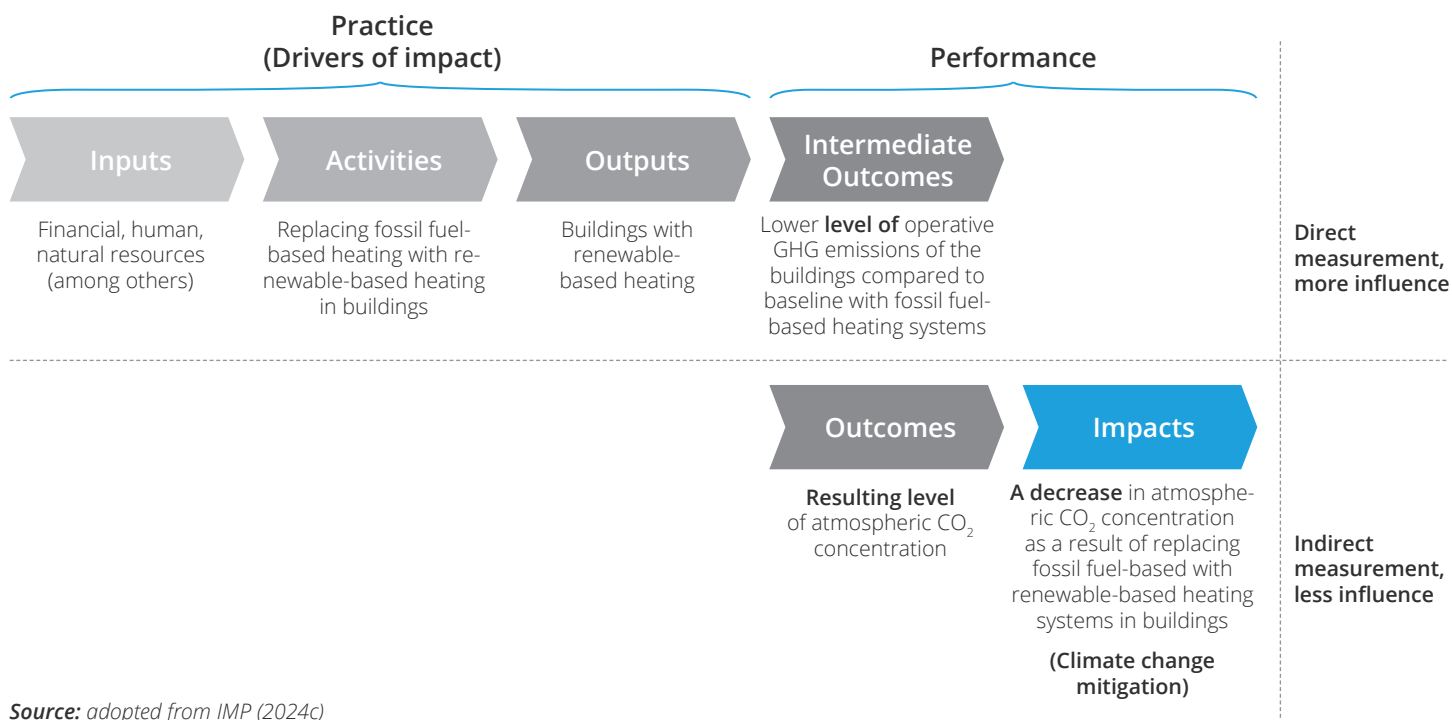 Practice
(Drivers of impact)
Performance
Inputs
Activities
Outputs
Intermediate
Outcomes
Financial, human,
natural resources
(among others)
Replacing fossil fuel-
based heating with re-
newable-based heating
in buildings
Buildings with
renewable-
based heating
Lower level of operative
GHG emissions of the
buildings compared to
baseline with fossil fuel-
based heating systems
Direct
measurement,
more influence
Outcomes
Impacts
Resulting level
of atmospheric CO₂
concentration
A decrease in atmosphe-
ric CO₂ concentration
as a result of replacing
fossil fuel-based with
renewable-based heating
systems in buildings
(Climate change
mitigation)
Indirect
measurement,
less influence
Source: adopted from IMP (2024c)